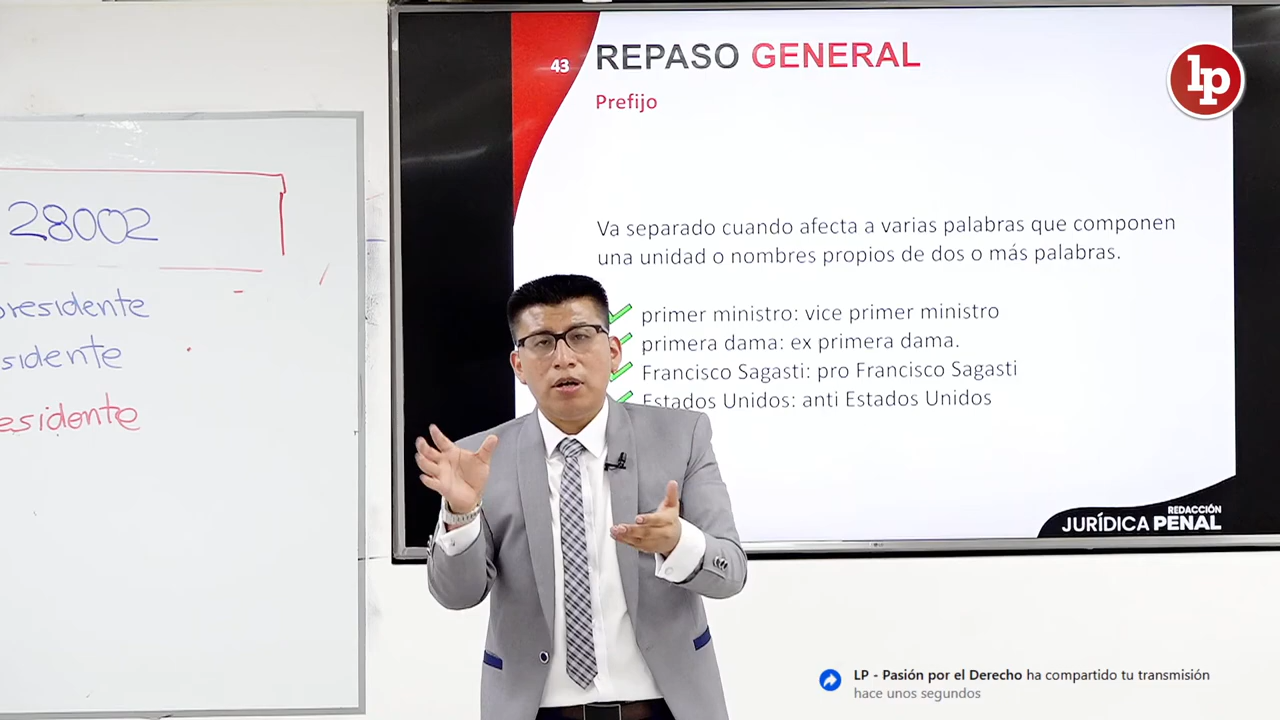 43
REPASO GENERAL
lp
Prefijo
Va separado cuando afecta a varias palabras que componen
una unidad o nombres propios de dos o más palabras.
primer ministro: vice primer ministro
primera dama: ex primera dama.
Francisco Sagasti: pro Francisco Sagasti
Estados Unidos: anti Estados Unidos
28002
presidente
sidente
esidente
REDACCIÓN
JURÍDICA PENAL
LP - Pasión por el Derecho ha compartido tu transmisión
hace unos segundos